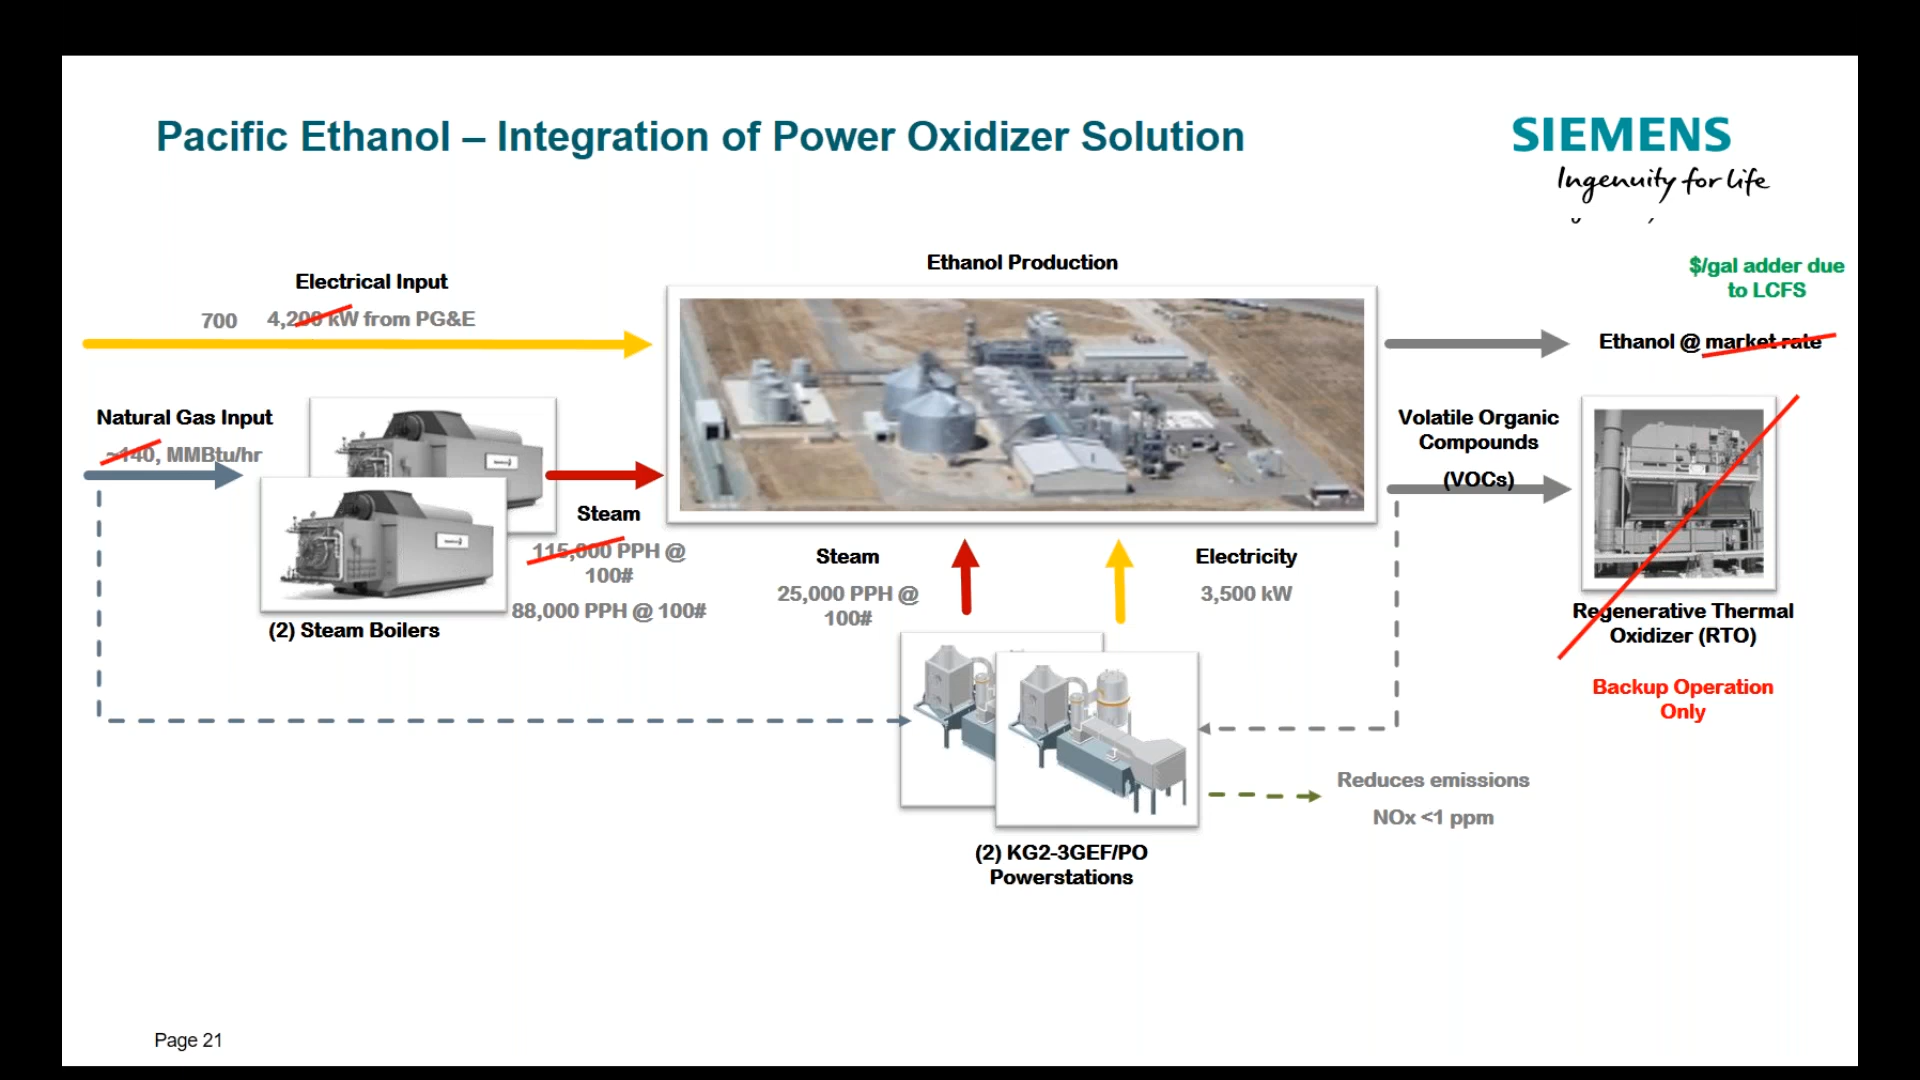 Pacific Ethanol – Integration of Power Oxidizer Solution
SIEMENS
Ingenuity for life
Electrical Input
700 4,200 kW from PG&E
Ethanol Production
$/gal adder due
to LCFS
Ethanol @ market rate
Natural Gas Input
~140, MMBtu/hr
Volatile Organic
Compounds
(VOCs)
Steam
115,000 PPH @
100#
88,000 PPH @ 100#
(2) Steam Boilers
Steam
25,000 PPH @
100#
Electricity
3,500 kW
Regenerative Thermal
Oxidizer (RTO)
Backup Operation
Only
Reduces emissions
NOx <1 ppm
(2) KG2-3GEF/PO
Powerstations
Page 21